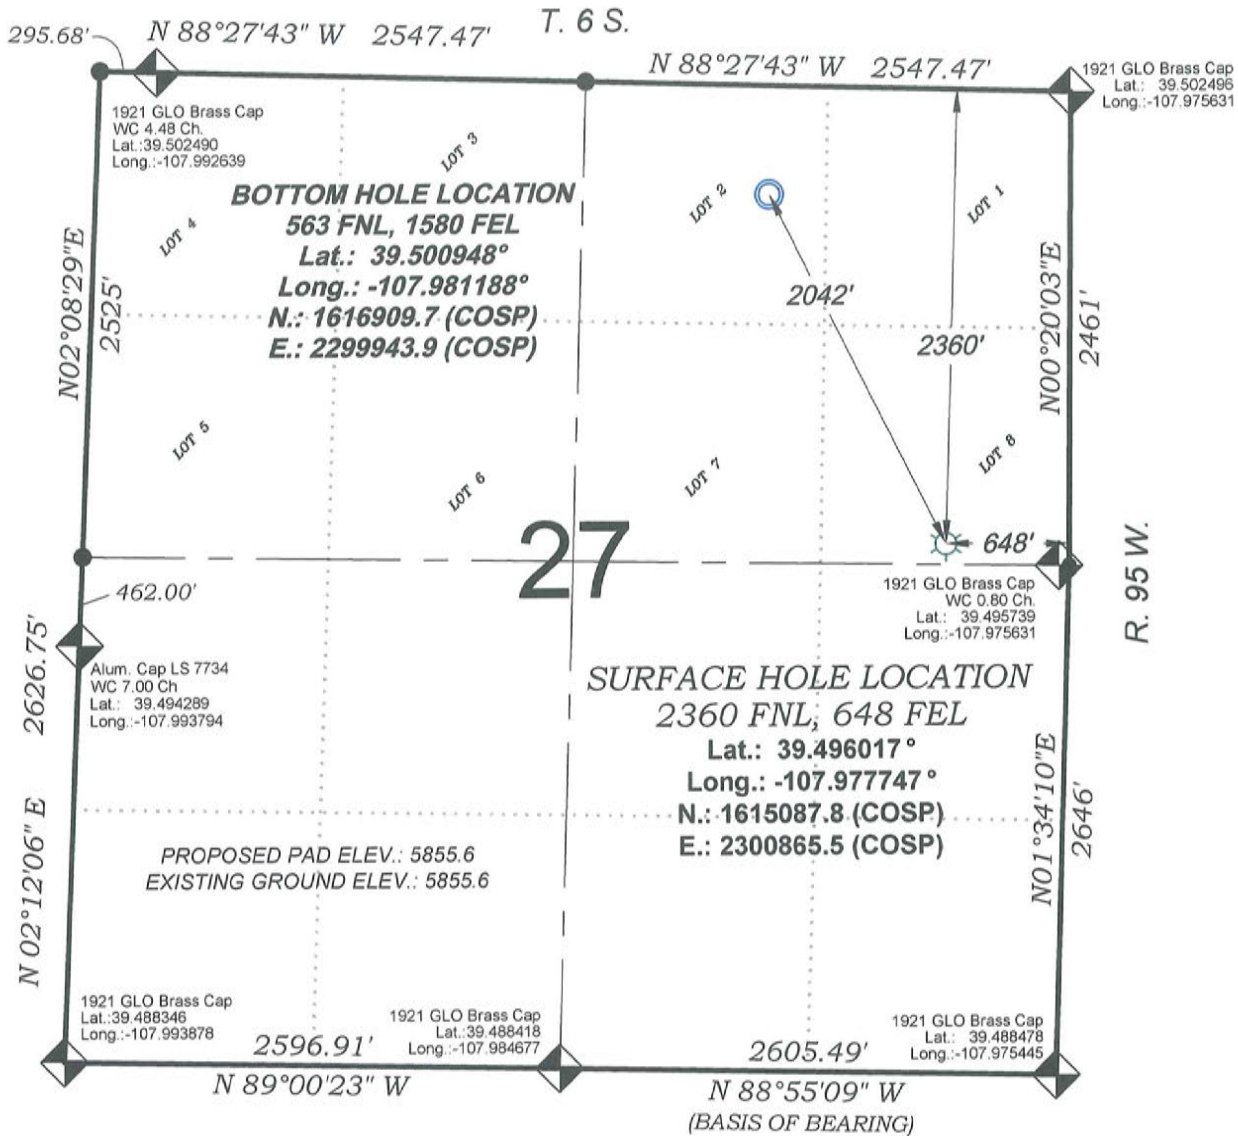 T. 6 S.
295.68'
N 88°27'43" W 2547.47'
N 88°27'43" W 2547.47'
1921 GLO Brass Cap
Lat.: 39.502496
Long.:-107.975631
1921 GLO Brass Cap
WC 4.48 Ch.
Lat.:39.502490
Long.:-107.992639
LOT 3
LOT 4
BOTTOM HOLE LOCATION
563 FNL, 1580 FEL
Lat.: 39.500948°
Long.: -107.981188°
N.: 1616909.7 (COSP)
E.: 2299943.9 (COSP)
LOT 2
LOT 1
2042'
2360'
N02°08'29"E
2525'
N00°20'03"E
2461'
LOT 5
LOT 6
LOT 7
LOT 8
27
648'
462.00'
1921 GLO Brass Cap
WC 0.80 Ch.
Lat.: 39.495739
Long.:-107.975631
R. 95 W.
Alum. Cap LS 7734
WC 7.00 Ch
Lat.: 39.494289
Long.:-107.993794
N 02°12'06" E 2626.75'
SURFACE HOLE LOCATION
2360 FNL, 648 FEL
Lat.: 39.496017°
Long.: -107.977747°
N.: 1615087.8 (COSP)
E.: 2300865.5 (COSP)
N01°34'10"E
2646'
PROPOSED PAD ELEV.: 5855.6
EXISTING GROUND ELEV.: 5855.6
1921 GLO Brass Cap
Lat.:39.488346
Long.:-107.993878
1921 GLO Brass Cap
Lat.:39.488418
Long.:-107.984677
1921 GLO Brass Cap
Lat.: 39.488478
Long.:-107.975445
2596.91'
N 89°00'23" W
2605.49'
N 88°55'09" W
(BASIS OF BEARING)